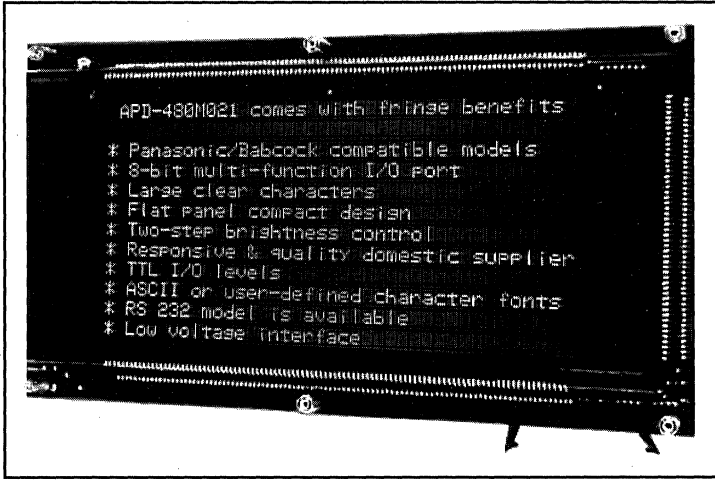 APD-480M021 comes with fringe benefits
* Panasonic/Babcock compatible models
* 8-bit multi-function I/O port
* Large clear characters
* Flat panel compact design
* Two-step brightness control
* Responsive & quality domestic supplier
* TTL I/O levels
* ASCII or user-defined character fonts
* RS 232 model is available
* Low voltage interface